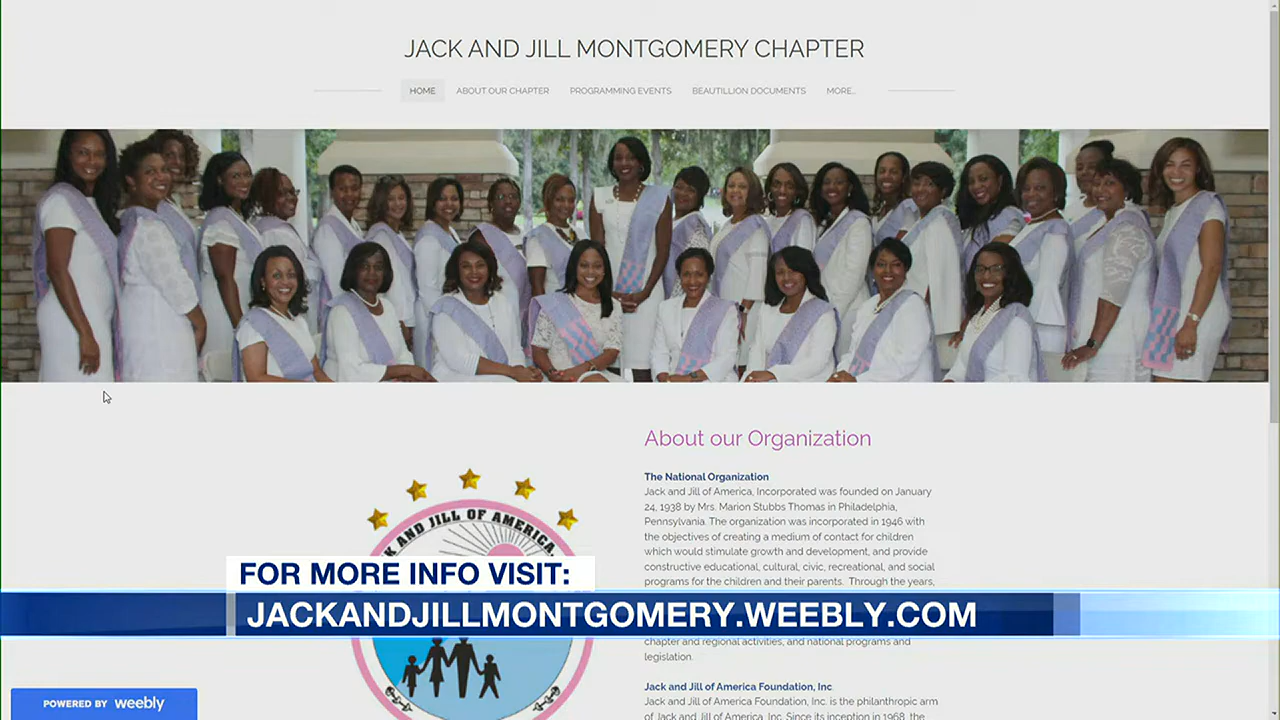 JACK AND JILL MONTGOMERY CHAPTER
HOME
ABOUT OUR CHAPTER
PROGRAMMING EVENTS
BEAUTILLION DOCUMENTS
MORE...
About our Organization
The National Organization
Jack and Jill of America, Incorporated was founded on January
24, 1938 by Mrs. Marion Stubbs Thomas in Philadelphia,
Pennsylvania. The organization was incorporated in 1946 with
the objectives of creating a medium of contact for children
which would stimulate growth and development, and provide
constructive educational, cultural, civic, recreational, and social
programs for the children and their parents. Through the years,
chapter and regional activities, and national programs and
legislation.
Jack and Jill of America Foundation, Inc
Jack and Jill of America Foundation, Inc. is the philanthropic arm
of Jack and Jill of America, Inc. Since its inception in 1968, the
AND JILL OF AMERICA,
FOR MORE INFO VISIT:
JACKANDJILLMONTGOMERY.WEEBLY.COM
POWERED BY weebly